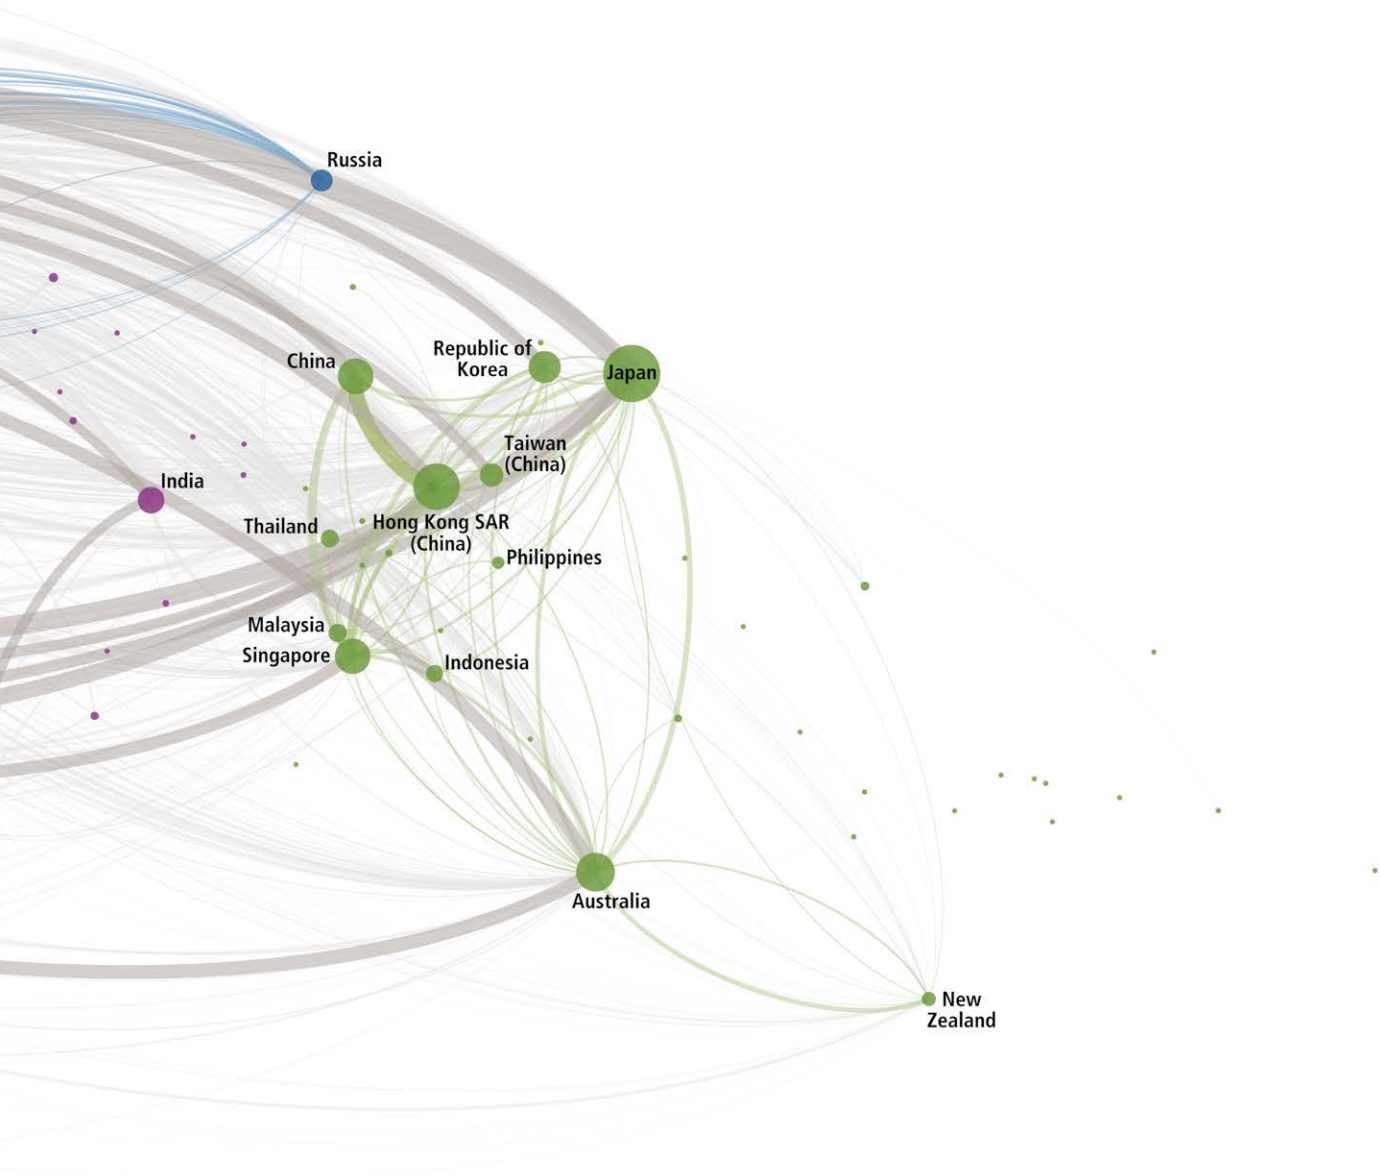 Russia
China
Republic of
Korea
Japan
Taiwan
(China)
India
Thailand
Hong Kong SAR
(China)
Philippines
Malaysia
Singapore
Indonesia
Australia
New
Zealand